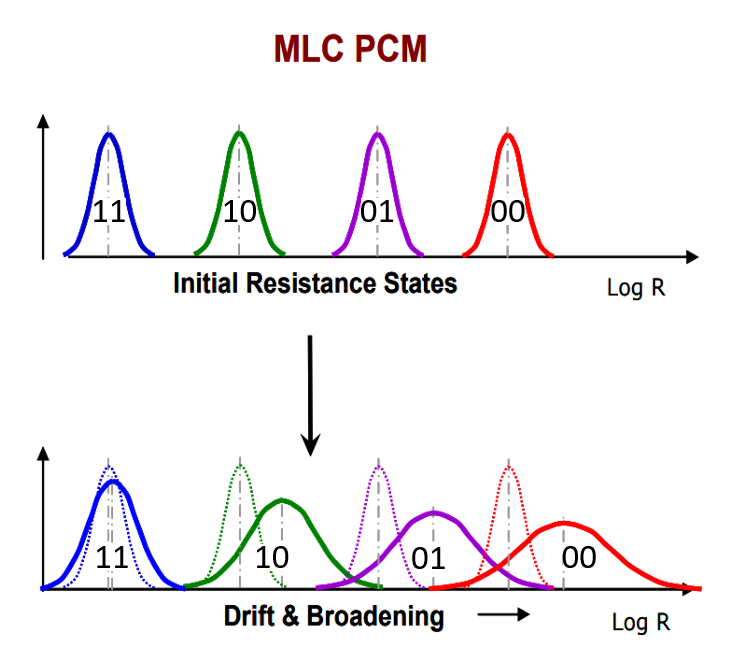 MLC PCM
11 10 01 00
Initial Resistance States
Log R
11 10 01 00
Drift & Broadening
Log R